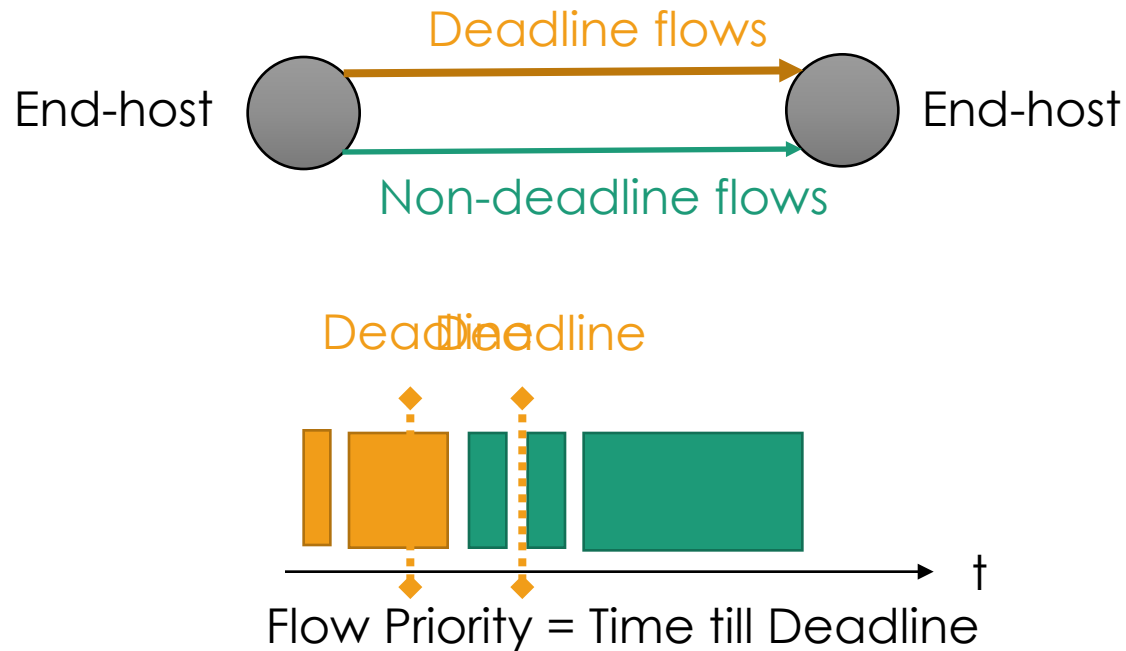 Deadline flows
End-host
End-host
Non-deadline flows
Deadline
Deadline
t
Flow Priority = Time till Deadline